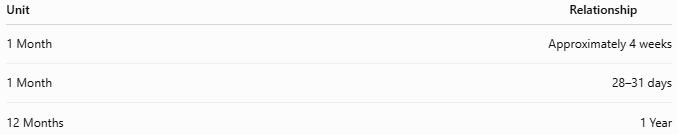 Unit Relationship
1 Month Approximately 4 weeks
1 Month 28–31 days
12 Months 1 Year